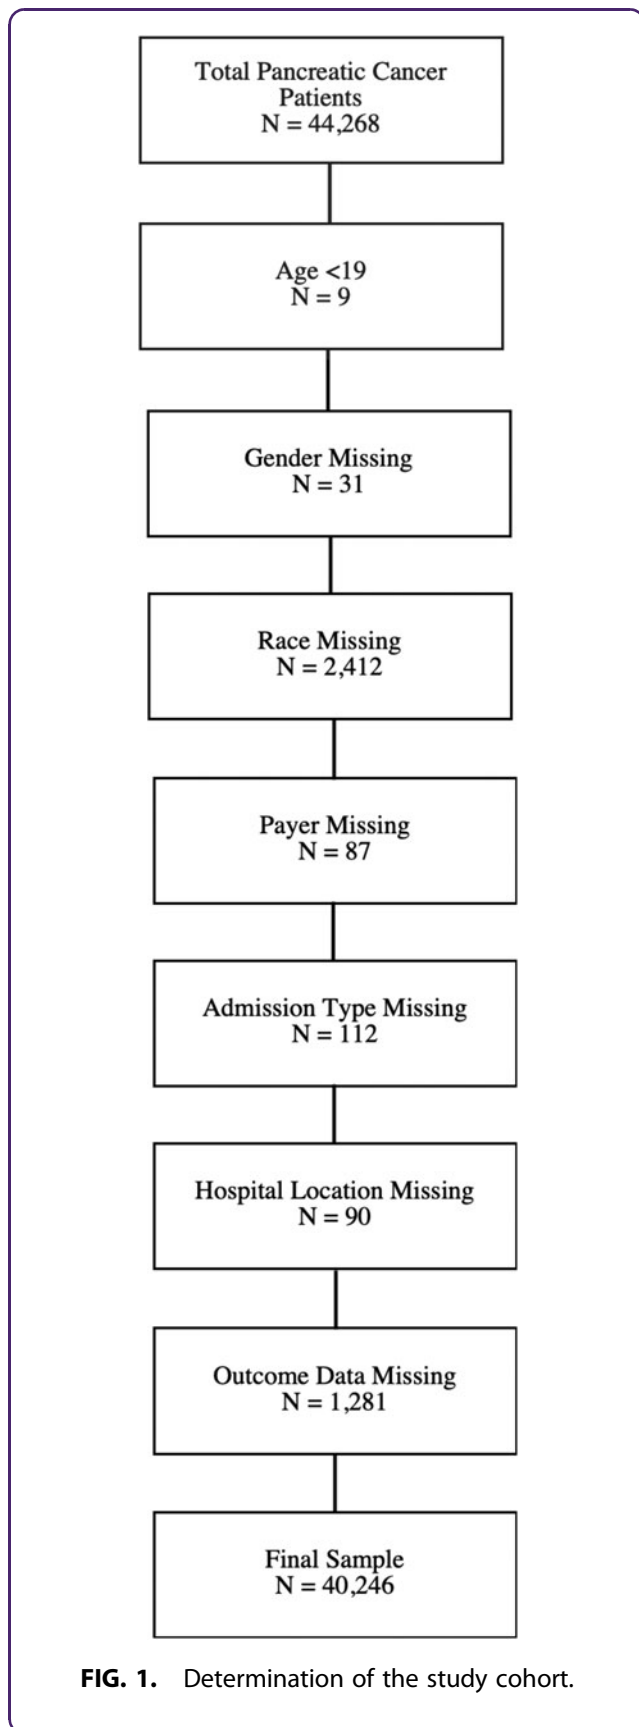 Total Pancreatic Cancer
Patients
N = 44,268
Age <19
N = 9
Gender Missing
N = 31
Race Missing
N = 2,412
Payer Missing
N = 87
Admission Type Missing
N = 112
Hospital Location Missing
N = 90
Outcome Data Missing
N = 1,281
Final Sample
N = 40,246
FIG. 1. Determination of the study cohort.